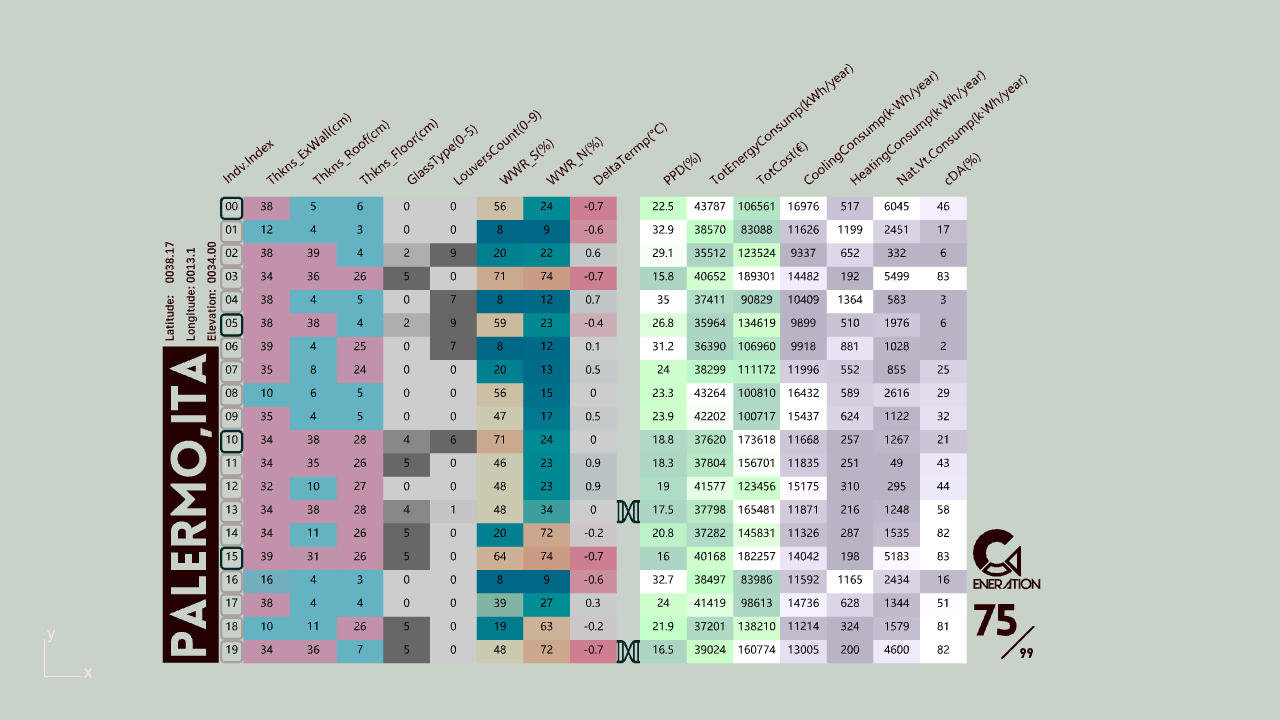 Indv.Index Thkns_ExWall(cm) Thkns_Roof(cm) Thkns_Floor(cm) GlassType(0-5) LouversCount(0-9) WWR_S(%) WWR_N(%) DeltaTermp(°C) PPD(%) TotEnergyConsump(kWh/year) TotCost(€) CoolingConsump(k·Wh/year) HeatingConsump(k·Wh/year) Nat.Vt.Consump(k·Wh/year) cDA(%)
00 38 5 6 0 0 56 24 -0.7 22.5 43787 106561 16976 517 6045 46
01 12 4 3 0 0 8 9 -0.6 32.9 38570 83088 11626 1199 2451 17
02 38 39 4 2 9 20 22 0.6 29.1 35512 123524 9337 652 332 6
03 34 36 26 5 0 71 74 -0.7 15.8 40652 189301 14482 192 5499 83
04 38 4 5 0 7 8 12 0.7 35 37411 90829 10409 1364 583 3
05 38 38 4 2 9 59 23 -0.4 26.8 35964 134619 9899 510 1976 6
06 39 4 25 0 7 8 12 0.1 31.2 36390 106960 9918 881 1028 2
07 35 8 24 0 0 20 13 0.5 24 38299 111172 11996 552 855 25
08 10 6 5 0 0 56 15 0 23.3 43264 100810 16432 589 2616 29
09 35 4 5 0 0 47 17 0.5 23.9 42202 100717 15437 624 1122 32
10 34 38 28 4 6 71 24 0 18.8 37620 173618 11668 257 1267 21
11 34 35 26 5 0 46 23 0.9 18.3 37804 156701 11835 251 49 43
12 32 10 27 0 0 48 23 0.9 19 41577 123456 15175 310 295 44
13 34 38 28 4 1 48 34 0 17.5 37798 165481 11871 216 1248 58
14 34 11 26 5 0 20 72 -0.2 20.8 37282 145831 11326 287 1535 82
15 39 31 26 5 0 64 74 -0.7 16 40168 182257 14042 198 5183 83
16 16 4 3 0 0 8 9 -0.6 32.7 38497 83986 11592 1165 2434 16
17 38 4 4 0 0 39 27 0.3 24 41419 98613 14736 628 1344 51
18 10 11 26 5 0 19 63 -0.2 21.9 37201 138210 11214 324 1579 81
19 34 36 7 5 0 48 72 -0.7 16.5 39024 160774 13005 200 4600 82
PALERMO,ITA
Latitude: 0038.17
Longitude: 0013.1
Elevation: 0034.00
GENERATION
75/99
y
x